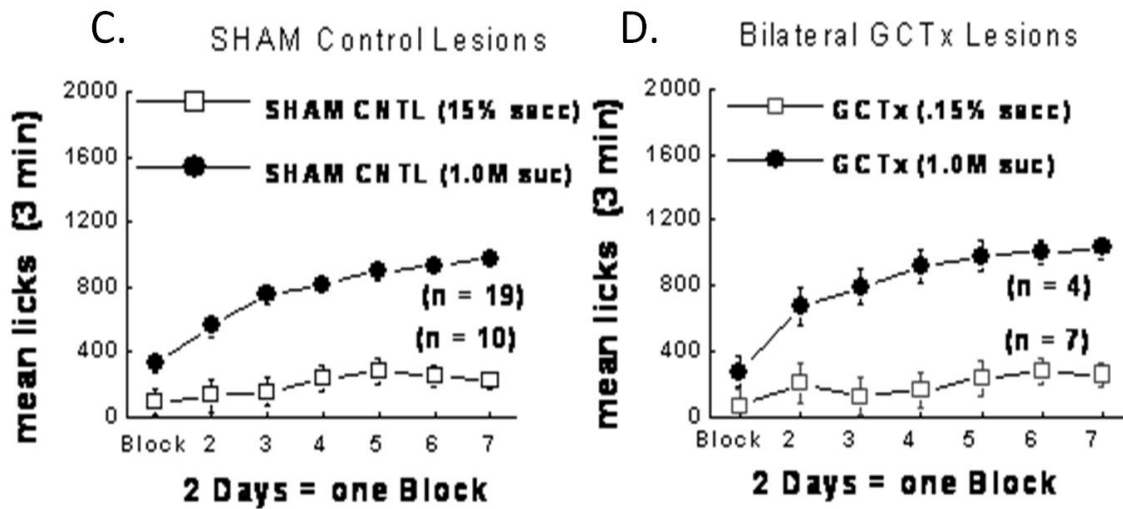 C. SHAM Control Lesions
2000
1600
1200
800
400
0
mean licks (3 min)
SHAM CNTL (15% sacc)
SHAM CNTL (1.0M suc)
(n = 19)
(n = 10)
Block 2 3 4 5 6 7
2 Days = one Block
D. Bilateral GCTx Lesions
2000
1600
1200
800
400
0
mean licks (3 min)
GCTx (.15% sacc)
GCTx (1.0M suc)
(n = 4)
(n = 7)
Block 2 3 4 5 6 7
2 Days = one Block